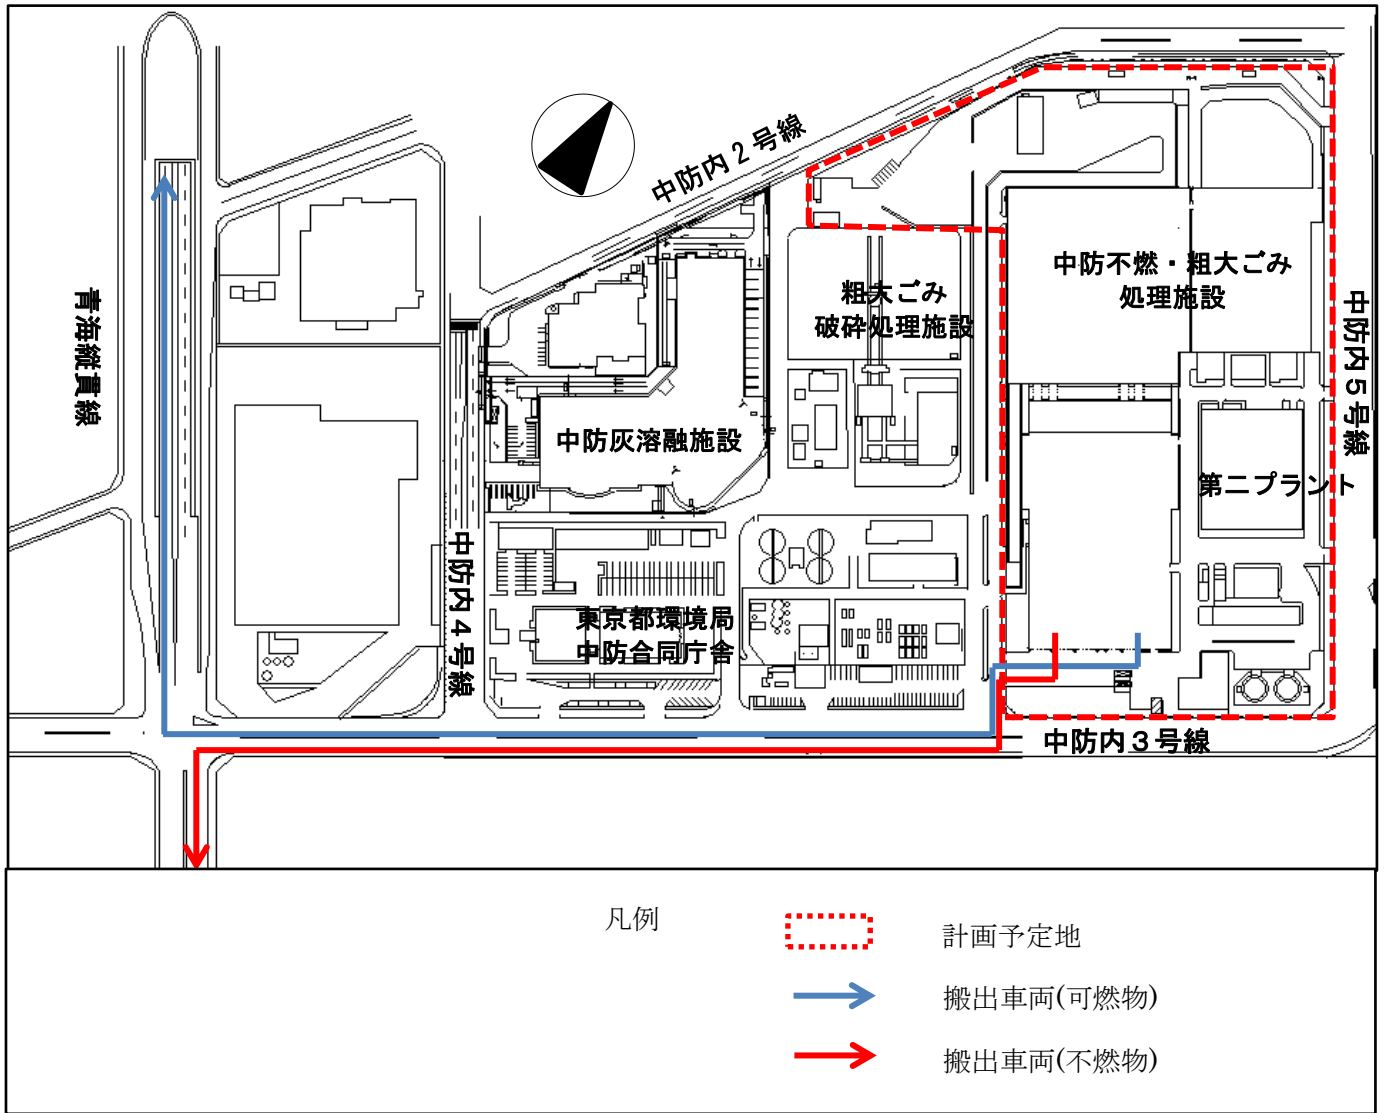 中防内２号線
青海縦貫線
粗大ごみ
破砕処理施設
中防不燃・粗大ごみ
処理施設
中防内５号線
中防灰溶融施設
第二プラント
中防内４号線
東京都環境局
中防合同庁舎
中防内３号線
凡例
計画予定地
搬出車両(可燃物)
搬出車両(不燃物)